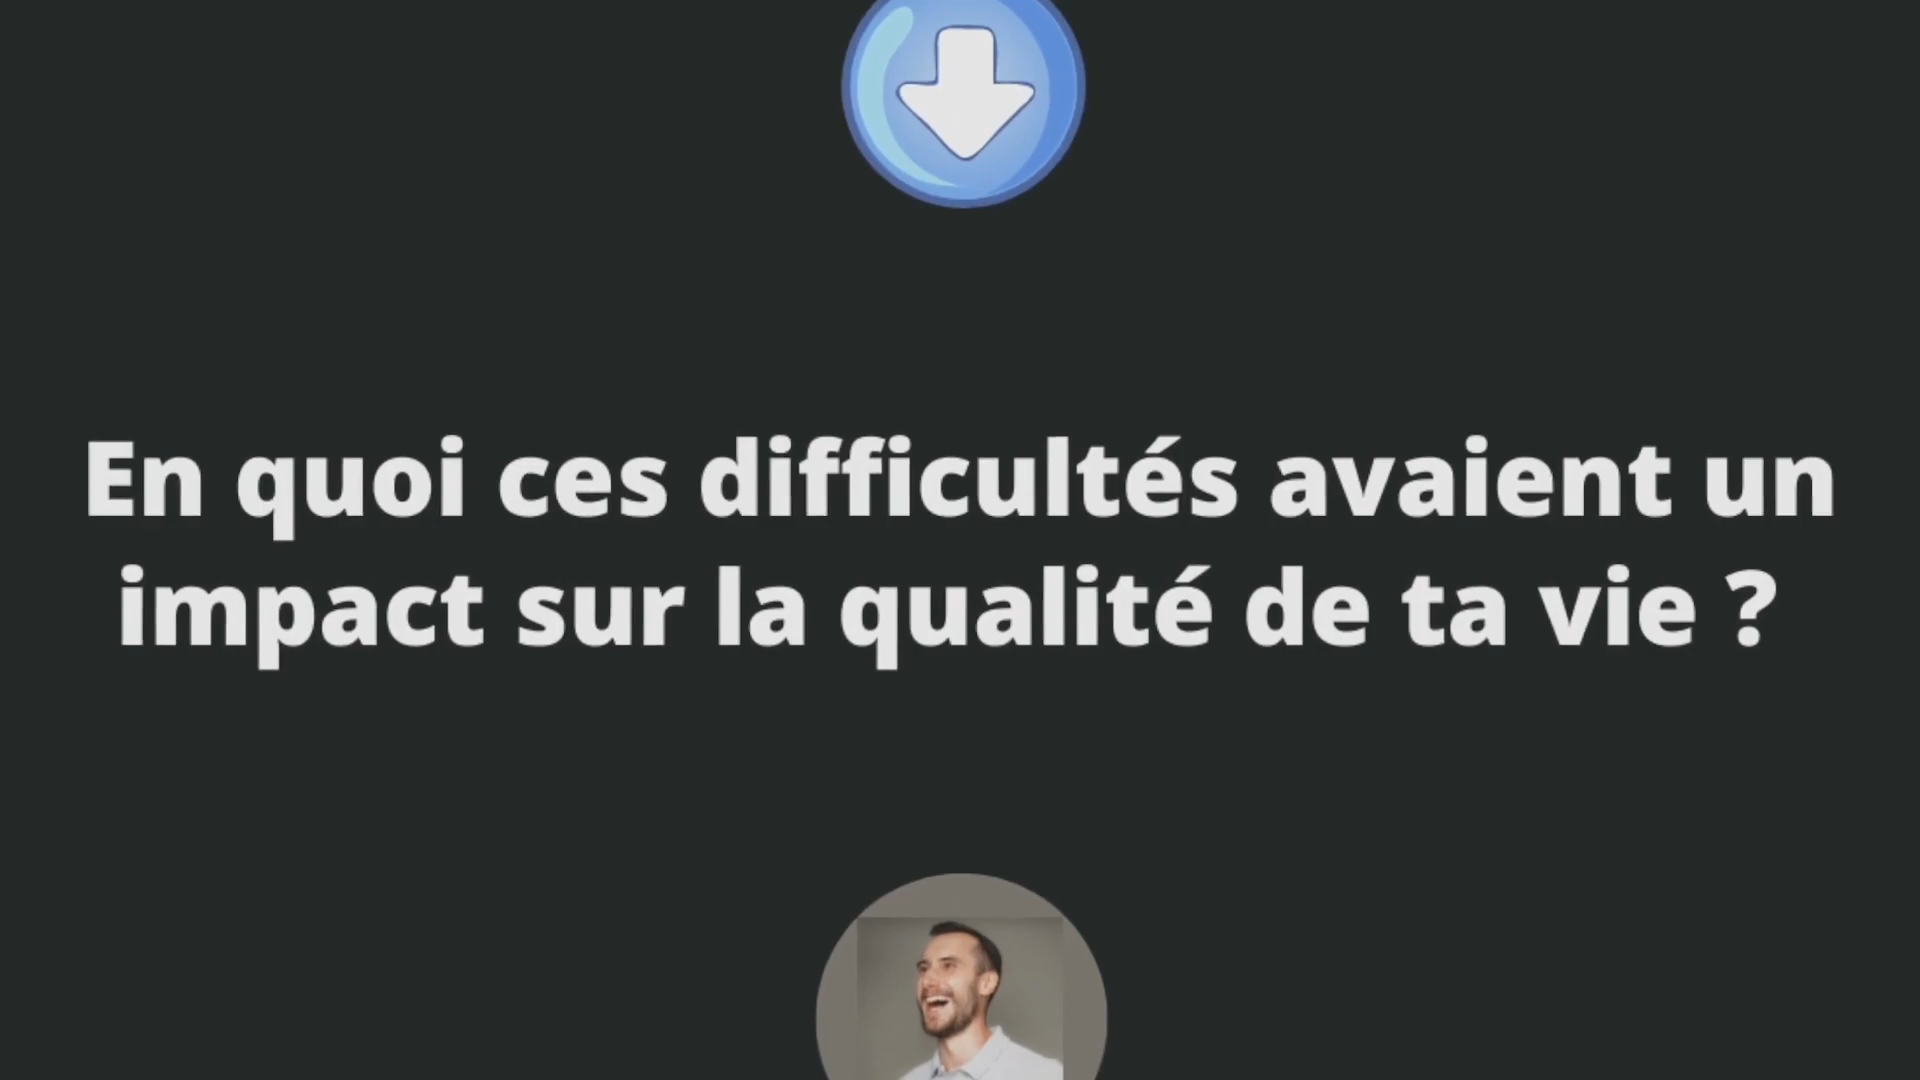 En quoi ces difficultés avaient un
impact sur la qualité de ta vie ?